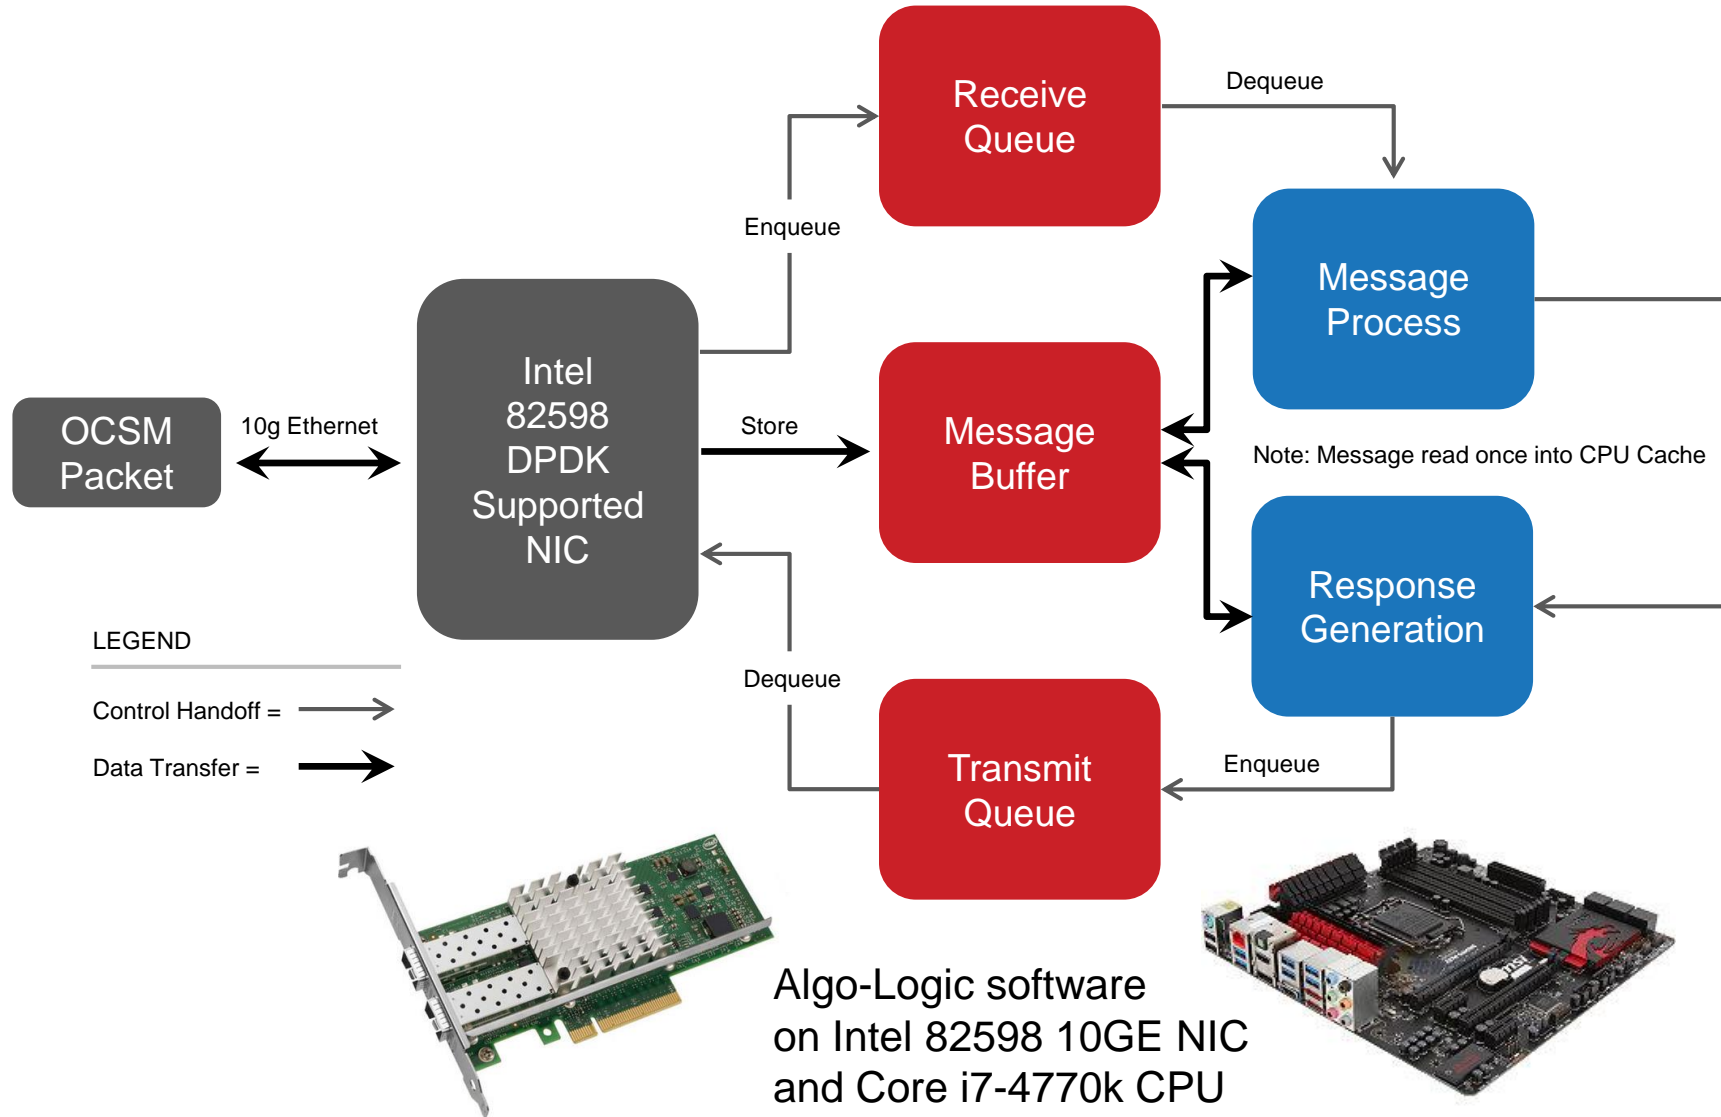 Receive
Queue
Dequeue
Enqueue
Message
Process
Intel
82598
DPDK
Supported
NIC
OCSM
Packet
10g Ethernet
Store
Message
Buffer
Note: Message read once into CPU Cache
Response
Generation
LEGEND
Control Handoff =
Data Transfer =
Dequeue
Transmit
Queue
Enqueue
Algo-Logic software
on Intel 82598 10GE NIC
and Core i7-4770k CPU